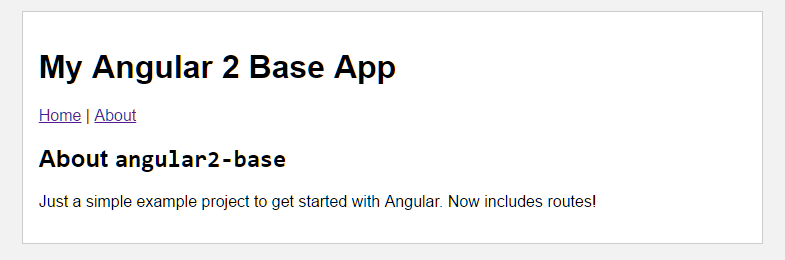 My Angular 2 Base App
Home | About
About angular2-base
Just a simple example project to get started with Angular. Now includes routes!